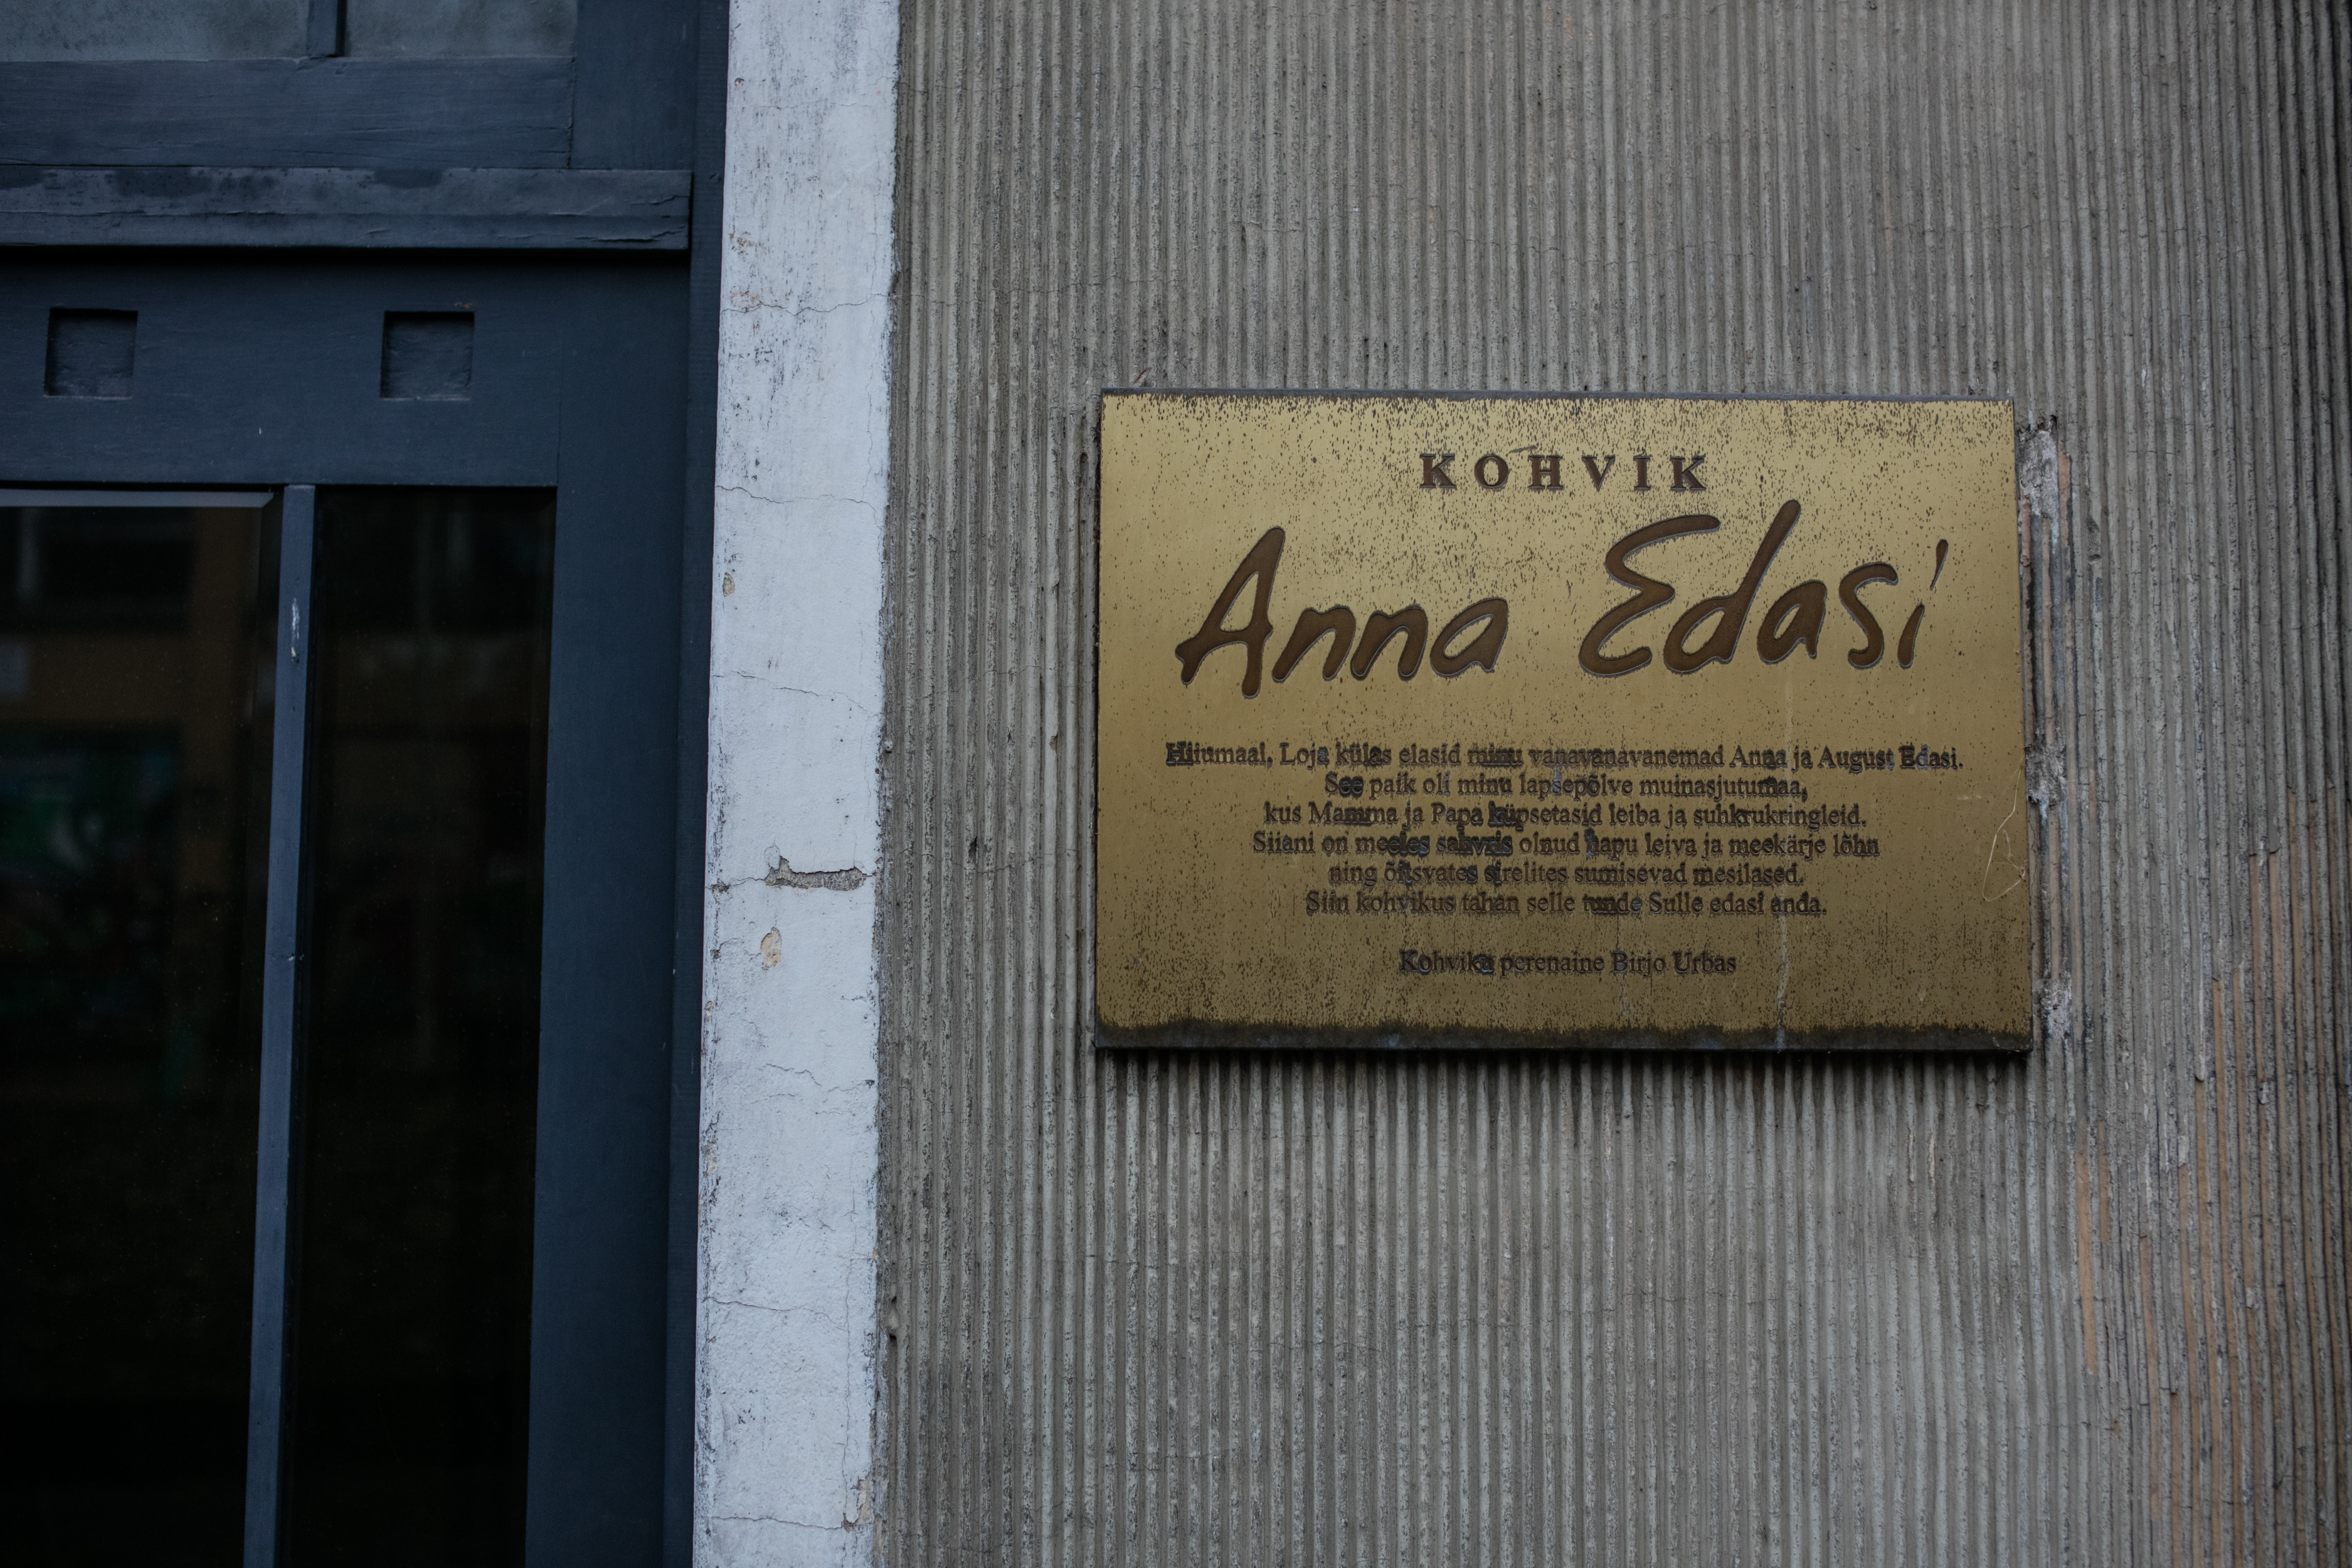 KOHVIK
Anna Edasi
Hiiumaal, Loja külas elasid minu vanavanavanemad Anna ja August Edasi.
See paik oli minu lapsepõlve muinasjutumaa,
kus Mamma ja Papa küpsetasid leiba ja suhkrukringleid.
Siiani on meeles sahvris olnud hapu leiva ja meekärje lõhn
ning õitsvates sirelites sumisevad mesilased.
Siin kohvikus tahan selle tunde Sulle edasi anda.
Kohviku perenaine Birjo Urbas